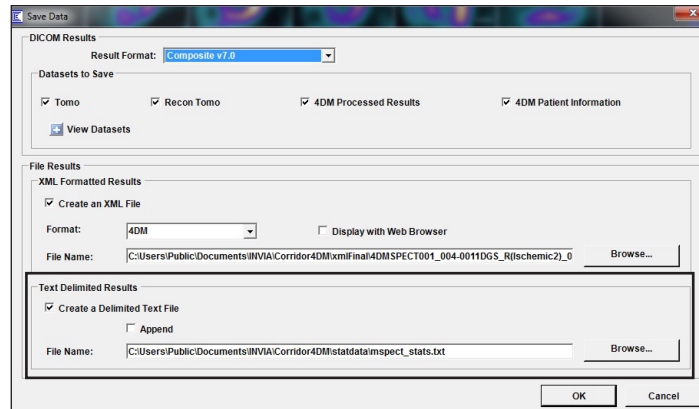 Save Data
DICOM Results
Result Format: Composite v7.0
Datasets to Save
Tomo Recon Tomo 4DM Processed Results 4DM Patient Information
View Datasets
File Results
XML Formatted Results
Create an XML File
Format: 4DM Display with Web Browser
File Name: C:\Users\Public\Documents\INVIA\Corridor4DM\xmlFinal\4DMSPECT001_004-0011DGS_R(Ischemic2)_0 Browse...
Text Delimited Results
Create a Delimited Text File
Append
File Name: C:\Users\Public\Documents\INVIA\Corridor4DM\statdata\mspect_stats.txt Browse...
OK Cancel